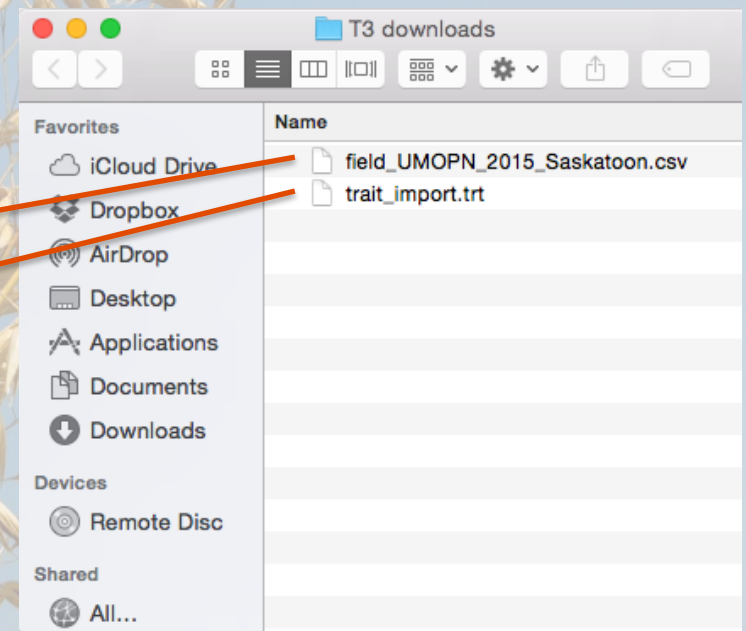 T3 downloads
Favorites
iCloud Drive
Dropbox
AirDrop
Desktop
Applications
Documents
Downloads
Devices
Remote Disc
Shared
All...
Name
field_UMOPN_2015_Saskatoon.csv
trait_import.trt